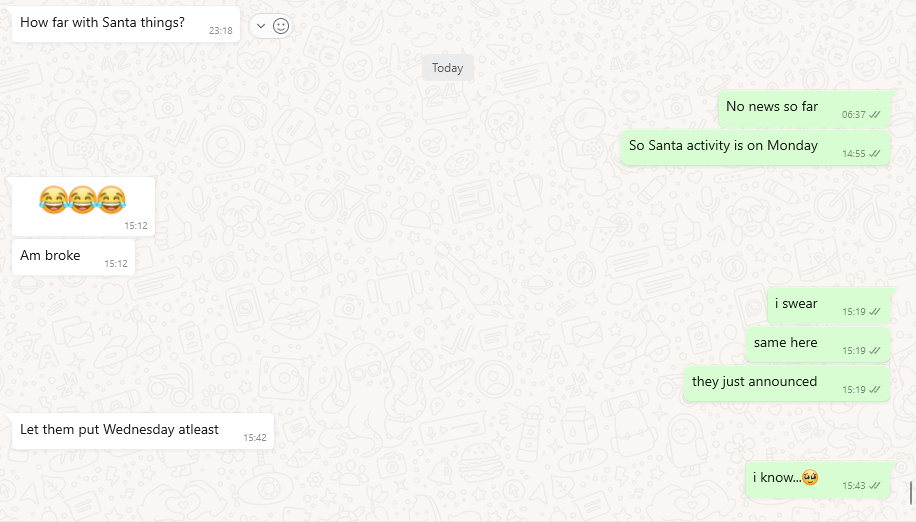 How far with Santa things?
23:18
Today
No news so far
06:37
So Santa activity is on Monday
14:55
😂😂😂
15:12
Am broke
15:12
i swear
15:19
same here
15:19
they just announced
15:19
Let them put Wednesday atleast
15:42
i know...🥹
15:43